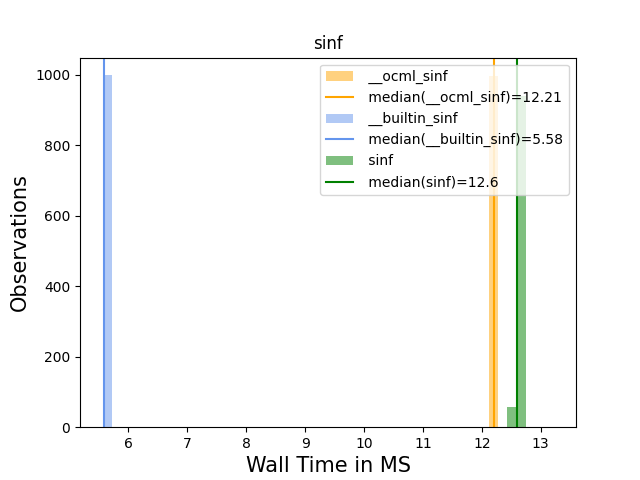 sinf
1000
800
600
400
200
0
Observations
__ocml_sinf
median(__ocml_sinf)=12.21
__builtin_sinf
median(__builtin_sinf)=5.58
sinf
median(sinf)=12.6
6 7 8 9 10 11 12 13
Wall Time in MS